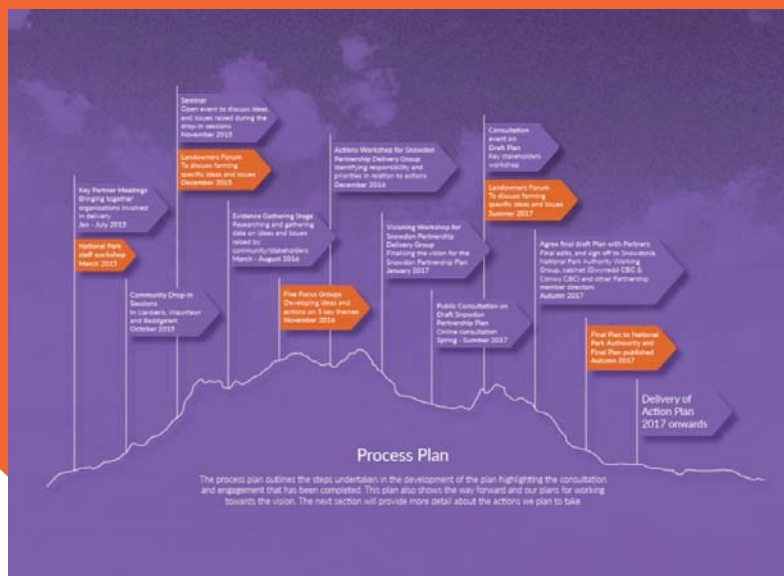 Key Partner Meetings
Bringing together
organisations involved
in delivery
Jan - July 2015
National Park
staff workshop
March 2015
Community Drop-in
Sessions
In Llanberis, Waunfawr
and Beddgelert
October 2015
Seminar
Open event to discuss ideas
and issues raised during the
drop-in sessions
November 2015
Landowners Forum
To discuss farming
specific ideas and issues
December 2015
Evidence Gathering Stage
Researching and gathering
data on ideas and issues
raised by
community/stakeholders
March - August 2016
Five Focus Groups
Developing ideas and
actions on 5 key themes
November 2016
Actions Workshop for Snowdon
Partnership Delivery Group
Identifying responsibility and
priorities in relation to actions
December 2016
Visioning Workshop for
Snowdon Partnership
Delivery Group
Finalising the vision for the
Snowdon Partnership Plan
January 2017
Public Consultation on
Draft Snowdon
Partnership Plan
Online consultation
Spring - Summer 2017
Consultation
event on
Draft Plan
Key stakeholders
workshop
Landowners Forum
To discuss farming
specific ideas and issues
Summer 2017
Agree final draft Plan with Partners
Final edits, and sign off to Snowdonia
National Park Authority Working
Group, cabinet (Gwynedd CBC &
Conwy CBC) and other Partnership
member directors
Autumn 2017
Final Plan to National
Park Authourity and
Final Plan published
Autumn 2017
Delivery of
Action Plan
2017 onwards
Process Plan
The process plan outlines the steps undertaken in the development of the plan highlighting the consultation
and engagement that has been completed. This plan also shows the way forward and our plans for working
towards the vision. The next section will provide more detail about the actions we plan to take